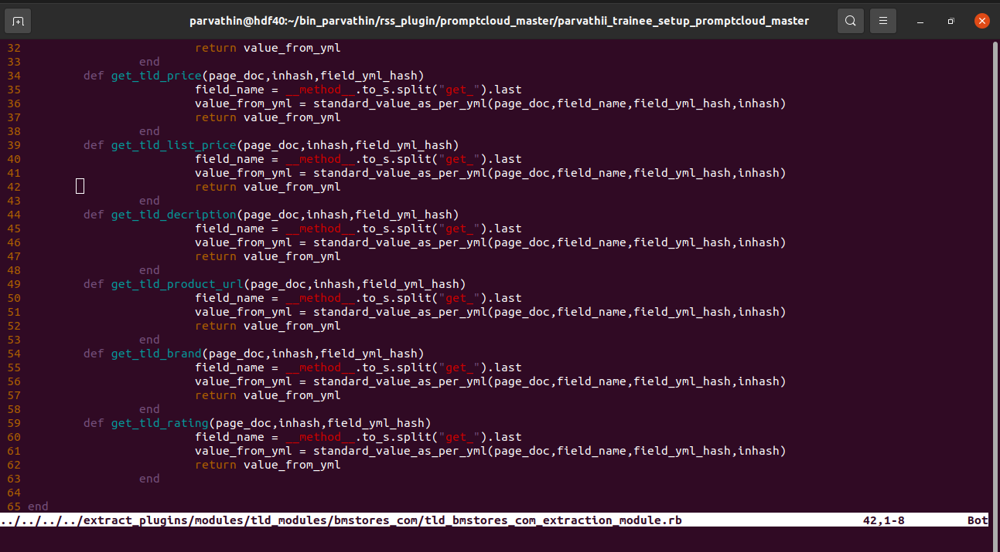 parvathin@hdf40:~/bin_parvathin/rss_plugin/promptcloud_master/parvathii_trainee_setup_promptcloud_master
32 return value_from_yml
33 end
34 def get_tld_price(page_doc,inhash,field_yml_hash)
35 field_name = __method__.to_s.split("get_").last
36 value_from_yml = standard_value_as_per_yml(page_doc,field_name,field_yml_hash,inhash)
37 return value_from_yml
38 end
39 def get_tld_list_price(page_doc,inhash,field_yml_hash)
40 field_name = __method__.to_s.split("get_").last
41 value_from_yml = standard_value_as_per_yml(page_doc,field_name,field_yml_hash,inhash)
42 return value_from_yml
43 end
44 def get_tld_decription(page_doc,inhash,field_yml_hash)
45 field_name = __method__.to_s.split("get_").last
46 value_from_yml = standard_value_as_per_yml(page_doc,field_name,field_yml_hash,inhash)
47 return value_from_yml
48 end
49 def get_tld_product_url(page_doc,inhash,field_yml_hash)
50 field_name = __method__.to_s.split("get_").last
51 value_from_yml = standard_value_as_per_yml(page_doc,field_name,field_yml_hash,inhash)
52 return value_from_yml
53 end
54 def get_tld_brand(page_doc,inhash,field_yml_hash)
55 field_name = __method__.to_s.split("get_").last
56 value_from_yml = standard_value_as_per_yml(page_doc,field_name,field_yml_hash,inhash)
57 return value_from_yml
58 end
59 def get_tld_rating(page_doc,inhash,field_yml_hash)
60 field_name = __method__.to_s.split("get_").last
61 value_from_yml = standard_value_as_per_yml(page_doc,field_name,field_yml_hash,inhash)
62 return value_from_yml
63 end
64
65 end
../../../../extract_plugins/modules/tld_modules/bmstores_com/tld_bmstores_com_extraction_module.rb 42,1-8 Bot